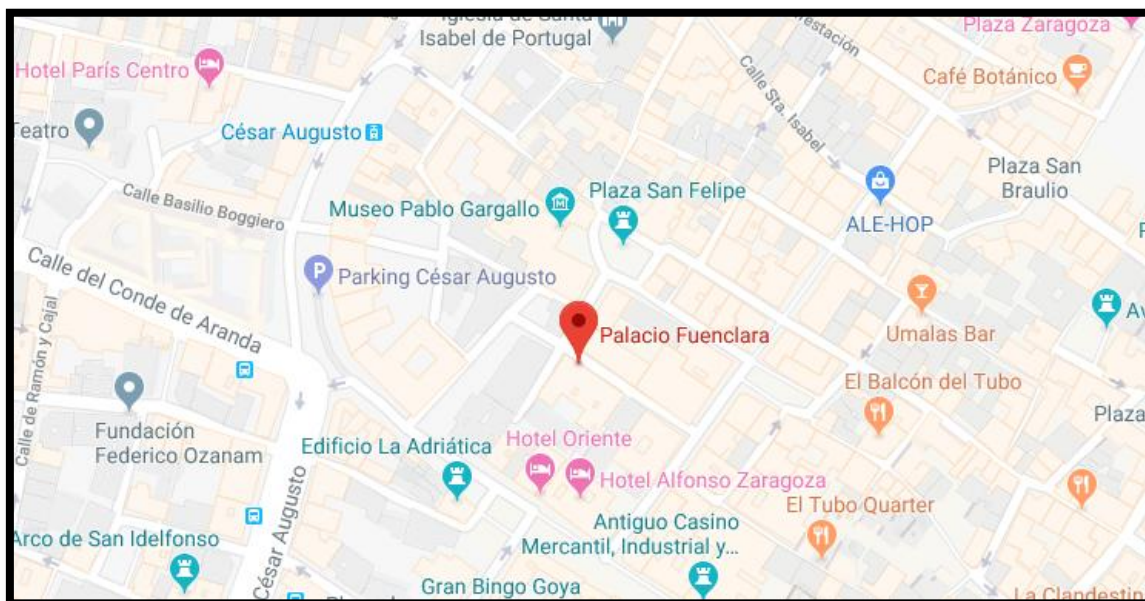 Isabel de Portugal
Plaza Zaragoza
Hotel París Centro
Café Botánico
Calle Sta. Isabel
Teatro
César Augusto
Plaza San
Braulio
Calle Basilio Boggiero
Plaza San Felipe
Museo Pablo Gargallo
ALE-HOP
Calle del Conde de Aranda
P
Parking César Augusto
Palacio Fuenclara
Umalas Bar
Av
Calle de Ramón y Cajal
El Balcón del Tubo
Plaza
Fundación
Federico Ozanam
Edificio La Adriática
Hotel Oriente
Hotel Alfonso Zaragoza
El Tubo Quarter
César Augusto
Arco de San Idelfonso
Antiguo Casino
Mercantil, Industrial y...
Gran Bingo Goya
La Clandestin